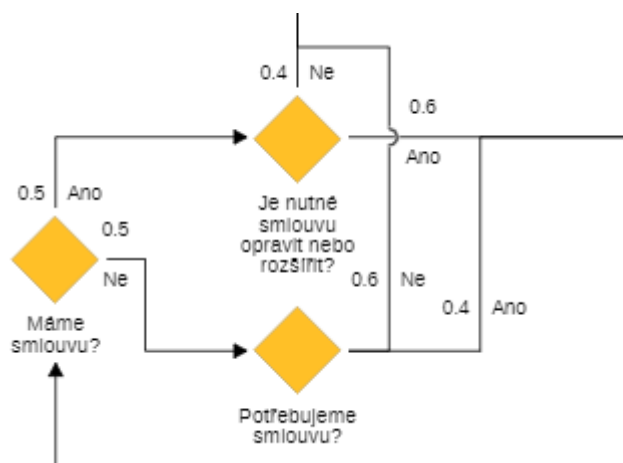 0.4 Ne
0.6
Ano
0.5 Ano
0.5
Ne
Je nutné
smlouvu
opravit nebo
rozšířit?
0.6 Ne
0.4 Ano
Máme
smlouvu?
Potřebujeme
smlouvu?